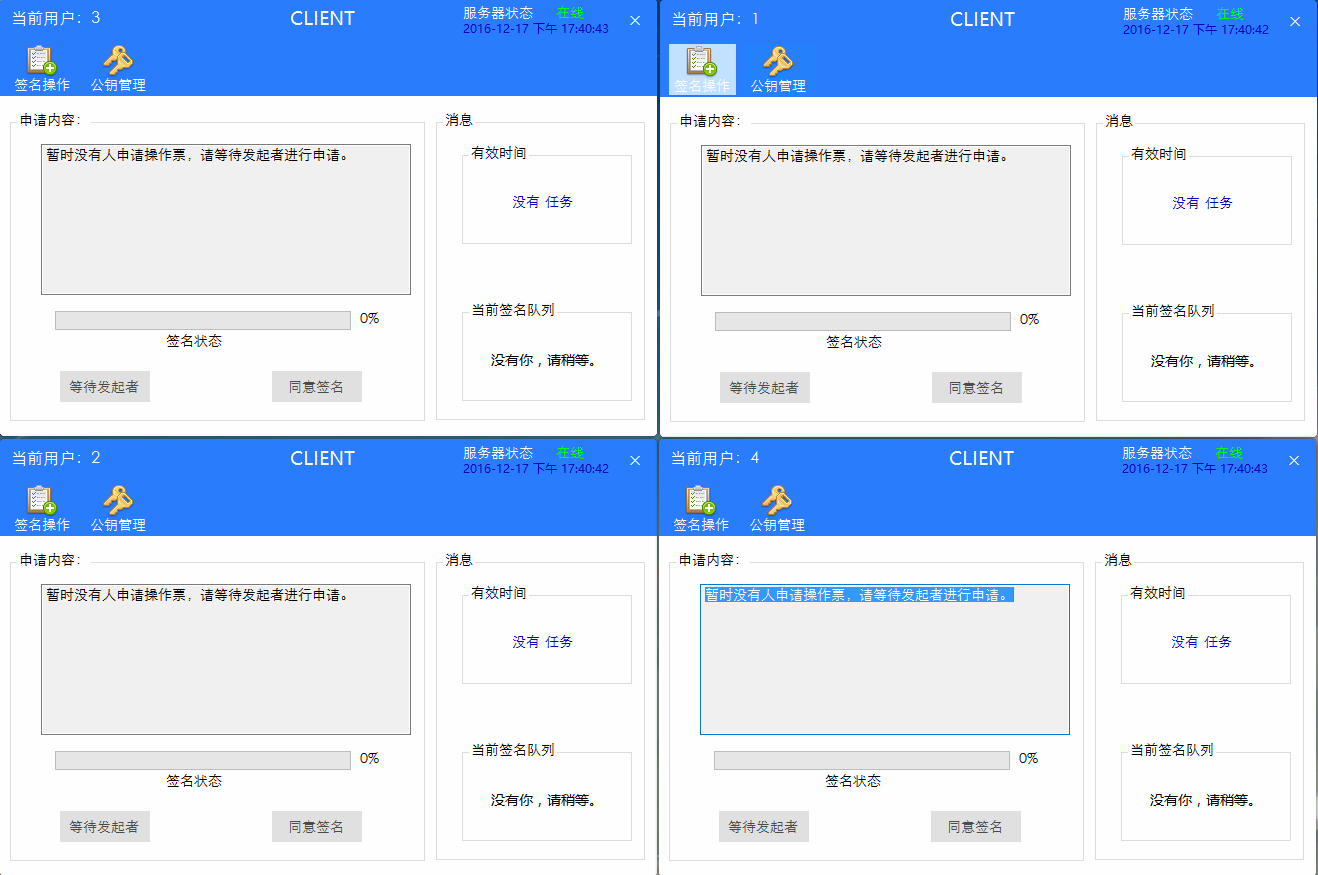 当前用户：3
CLIENT
服务器状态 在线
2016-12-17 下午 17:40:43
签名操作 公钥管理
申请内容：
暂时没有人申请操作票，请等待发起者进行申请。
0%
签名状态
等待发起者 同意签名
消息
有效时间
没有 任务
当前签名队列
没有你，请稍等。
当前用户：1
CLIENT
服务器状态 在线
2016-12-17 下午 17:40:42
签名操作 公钥管理
申请内容：
暂时没有人申请操作票，请等待发起者进行申请。
0%
签名状态
等待发起者 同意签名
消息
有效时间
没有 任务
当前签名队列
没有你，请稍等。
当前用户：2
CLIENT
服务器状态 在线
2016-12-17 下午 17:40:42
签名操作 公钥管理
申请内容：
暂时没有人申请操作票，请等待发起者进行申请。
0%
签名状态
等待发起者 同意签名
消息
有效时间
没有 任务
当前签名队列
没有你，请稍等。
当前用户：4
CLIENT
服务器状态 在线
2016-12-17 下午 17:40:43
签名操作 公钥管理
申请内容：
暂时没有人申请操作票，请等待发起者进行申请。
0%
签名状态
等待发起者 同意签名
消息
有效时间
没有 任务
当前签名队列
没有你，请稍等。